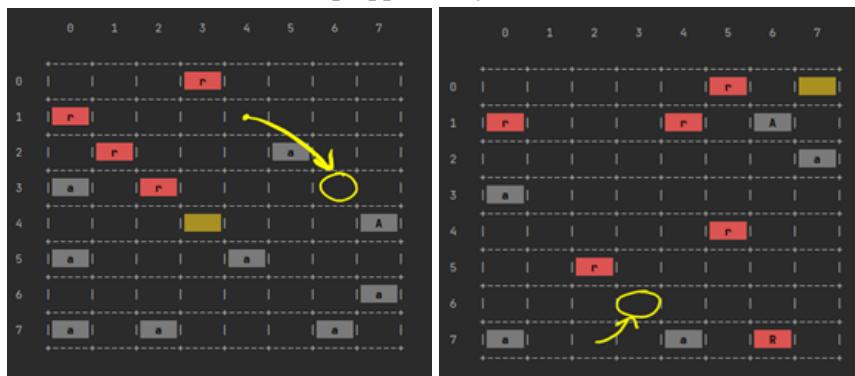 0 1 2 3 4 5 6 7
0 r
1 r
2 r a
3 a r
4 A
5 a a
6 a
7 a a a
0 1 2 3 4 5 6 7
0 r
1 r r A
2 a
3 a
4 r
5 r
6
7 a a R